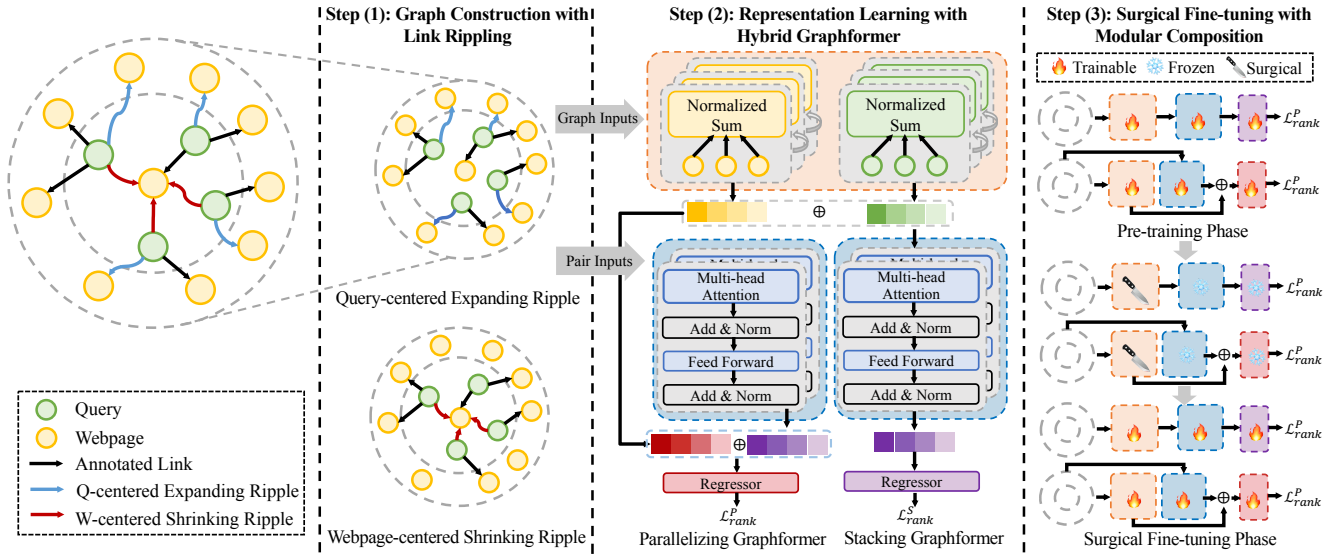 Step (1): Graph Construction with
Link Rippling
Query-centered Expanding Ripple
Webpage-centered Shrinking Ripple
Query
Webpage
Annotated Link
Q-centered Expanding Ripple
W-centered Shrinking Ripple
Step (2): Representation Learning with
Hybrid Graphformer
Graph Inputs
Pair Inputs
Normalized
Sum
Normalized
Sum
⊕
Multi-head
Attention
Add & Norm
Feed Forward
Add & Norm
Multi-head
Attention
Add & Norm
Feed Forward
Add & Norm
⊕
Regressor
Regressor
ℒ^P_rank
ℒ^S_rank
Parallelizing Graphformer
Stacking Graphformer
Step (3): Surgical Fine-tuning with
Modular Composition
Trainable
Frozen
Surgical
ℒ^P_rank
⊕
ℒ^P_rank
Pre-training Phase
ℒ^P_rank
⊕
ℒ^P_rank
ℒ^P_rank
⊕
ℒ^P_rank
Surgical Fine-tuning Phase